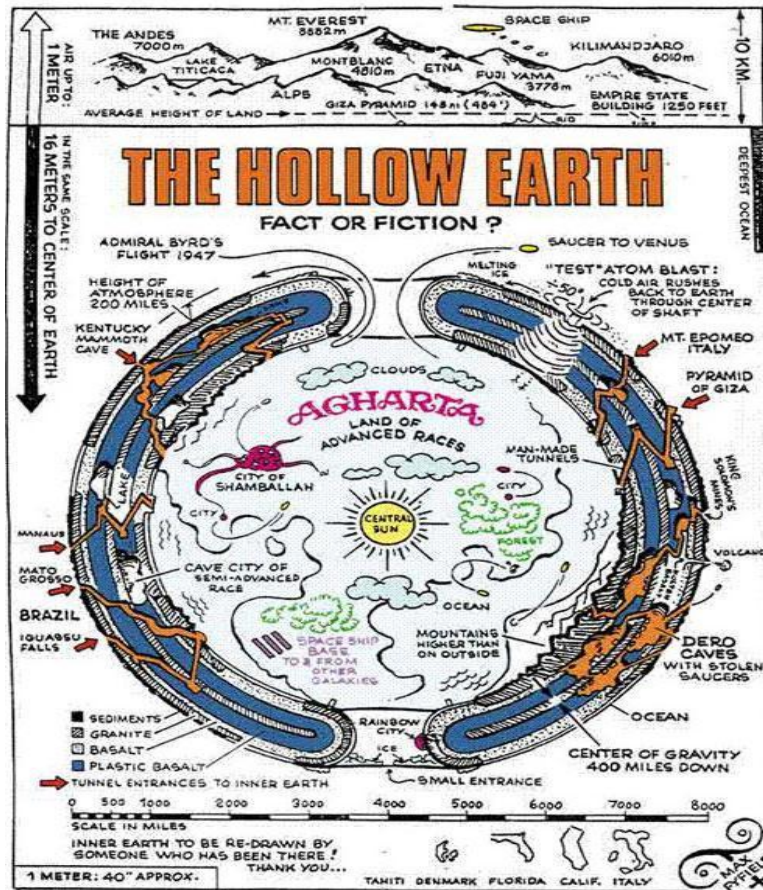 MT. EVEREST
8882m
SPACE SHIP
THE ANDES
7000m
KILIMANDJARO
6010m
LAKE
TITICACA
MONTBLANC
4810m
ETNA
FUJI YAMA
3778m
ALPS
GIZA PYRAMID 148m (484')
EMPIRE STATE
BUILDING 1250 FEET
AVERAGE HEIGHT OF LAND
AIR UP TO:
1 METER
10 KM.
IN THE SAME SCALE:
16 METERS TO CENTER OF EARTH
DEEPEST OCEAN
THE HOLLOW EARTH
FACT OR FICTION?
ADMIRAL BYRD'S
FLIGHT 1947
SAUCER TO VENUS
MELTING
ICE
"TEST" ATOM BLAST:
COLD AIR RUSHES
BACK TO EARTH
THROUGH CENTER
OF SHAFT
-50°
HEIGHT OF
ATMOSPHERE
200 MILES
KENTUCKY
MAMMOTH
CAVE
MT. EPOMEO
ITALY
PYRAMID
OF GIZA
CLOUDS
AGHARTA
LAND OF
ADVANCED RACES
MAN-MADE
TUNNELS
CITY OF
SHAMBALLAH
CITY
CITY
KING
SOLOMON'S
MINES
LAKE
CENTRAL
SUN
FOREST
VOLCANO
MANAUS
MATO
GROSSO
CAVE CITY OF
SEMI-ADVANCED
RACE
BRAZIL
IGUASSU
FALLS
OCEAN
MOUNTAINS
HIGHER THAN
ON OUTSIDE
SPACE SHIP
BASE
TO & FROM
OTHER
GALAXIES
DERO
CAVES
WITH STOLEN
SAUCERS
SEDIMENTS
GRANITE
BASALT
PLASTIC BASALT
RAINBOW
CITY
ICE
OCEAN
CENTER OF GRAVITY
400 MILES DOWN
TUNNEL ENTRANCES TO INNER EARTH
SMALL ENTRANCE
0 500 1000 2000 3000 4000 5000 6000 7000 8000
SCALE IN MILES
INNER EARTH TO BE RE-DRAWN BY
SOMEONE WHO HAS BEEN THERE!
THANK YOU...
TAHITI DENMARK FLORIDA CALIF. ITALY
1 METER: 40" APPROX.
MAX
FYFIELD